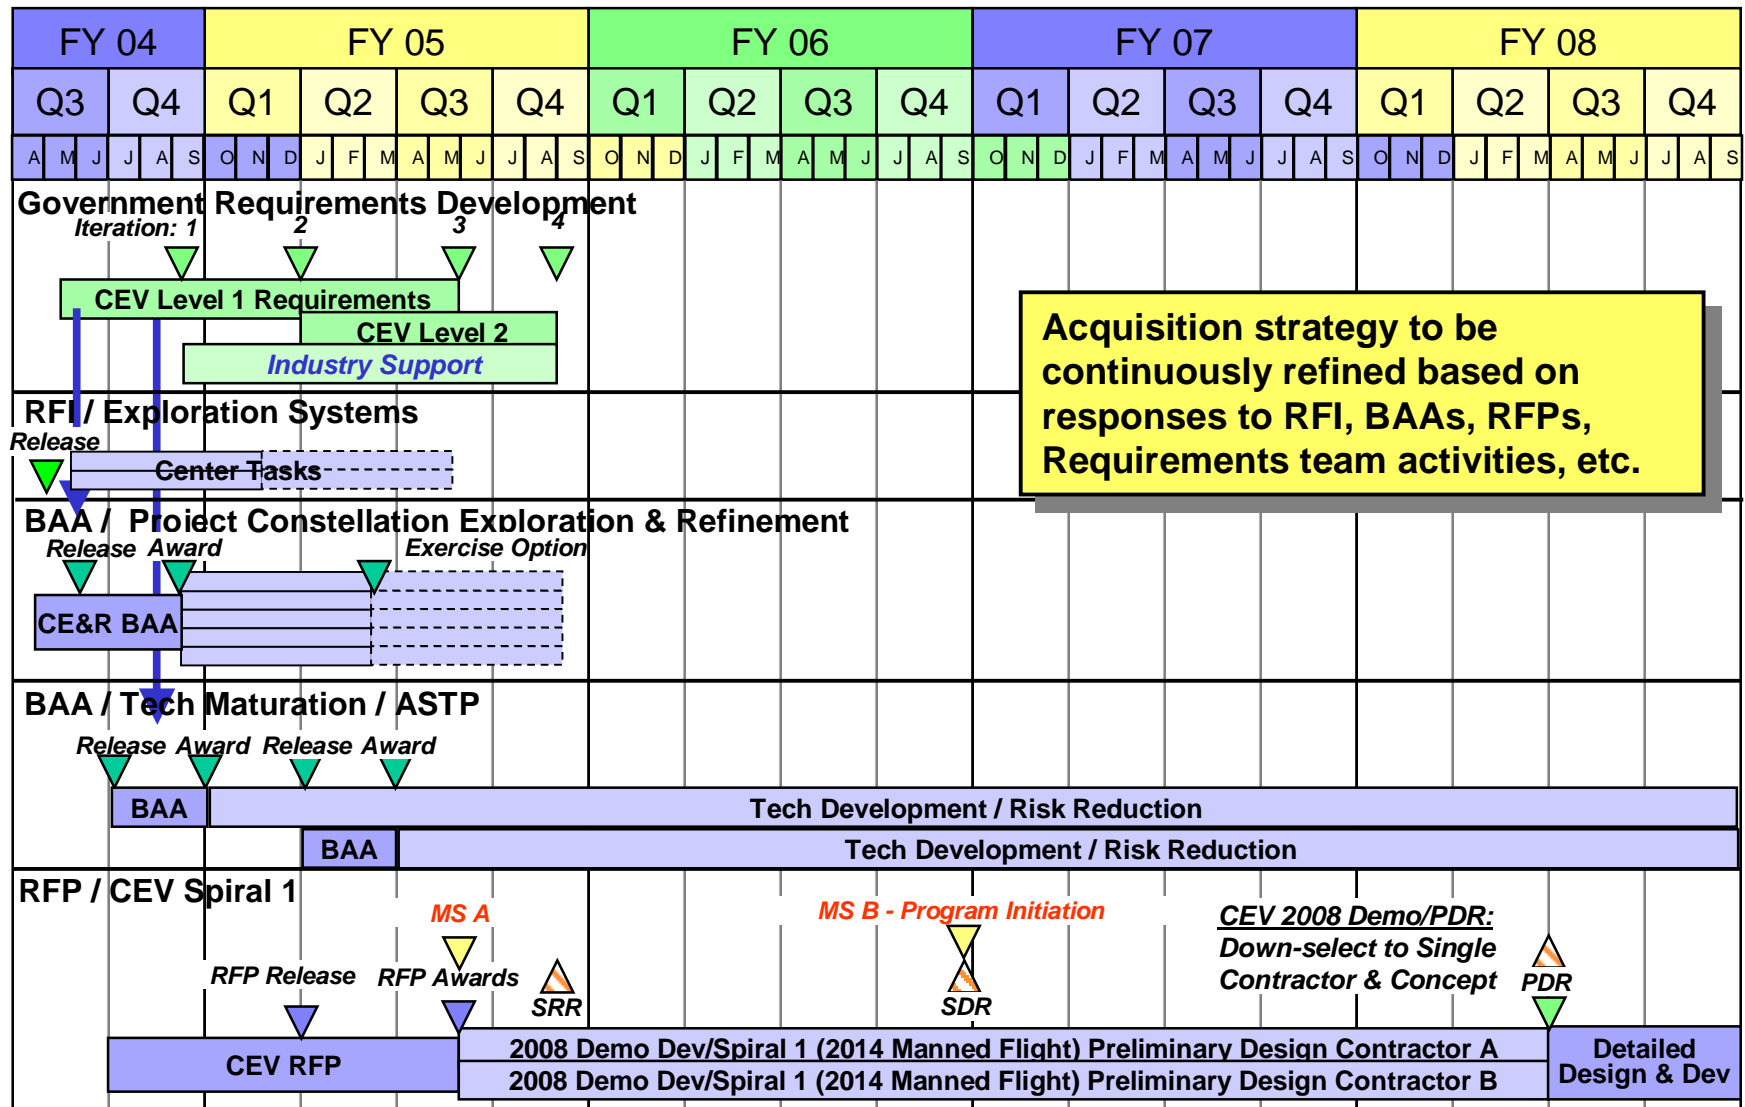 FY 04 FY 05 FY 06 FY 07 FY 08
Q3 Q4 Q1 Q2 Q3 Q4 Q1 Q2 Q3 Q4 Q1 Q2 Q3 Q4 Q1 Q2 Q3 Q4
A M J J A S O N D J F M A M J J A S O N D J F M A M J J A S O N D J F M A M J J A S O N D J F M A M J J A S
Government Requirements Development
Iteration: 1 2 3 4
CEV Level 1 Requirements
CEV Level 2
Industry Support
Acquisition strategy to be
continuously refined based on
responses to RFI, BAAs, RFPs,
Requirements team activities, etc.
RFI / Exploration Systems
Release
Center Tasks
BAA / Project Constellation Exploration & Refinement
Release Award Exercise Option
CE&R BAA
BAA / Tech Maturation / ASTP
Release Award Release Award
BAA Tech Development / Risk Reduction
BAA Tech Development / Risk Reduction
RFP / CEV Spiral 1
MS A
MS B - Program Initiation
CEV 2008 Demo/PDR:
Down-select to Single
Contractor & Concept
RFP Release RFP Awards
SRR
SDR
PDR
CEV RFP
2008 Demo Dev/Spiral 1 (2014 Manned Flight) Preliminary Design Contractor A
2008 Demo Dev/Spiral 1 (2014 Manned Flight) Preliminary Design Contractor B
Detailed
Design & Dev